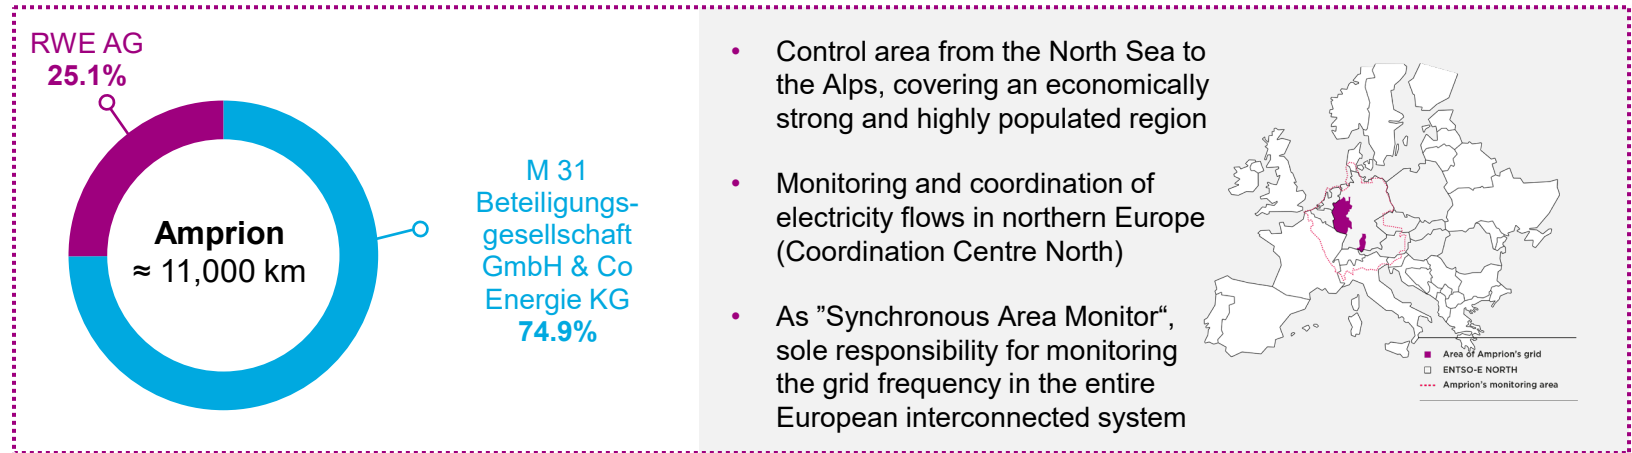 RWE AG
25.1%
Amprion
≈ 11,000 km
M 31
Beteiligungs-
gesellschaft
GmbH & Co
Energie KG
74.9%
• Control area from the North Sea to
the Alps, covering an economically
strong and highly populated region
• Monitoring and coordination of
electricity flows in northern Europe
(Coordination Centre North)
• As ”Synchronous Area Monitor“,
sole responsibility for monitoring
the grid frequency in the entire
European interconnected system
Area of Amprion's grid
ENTSO-E NORTH
Amprion's monitoring area